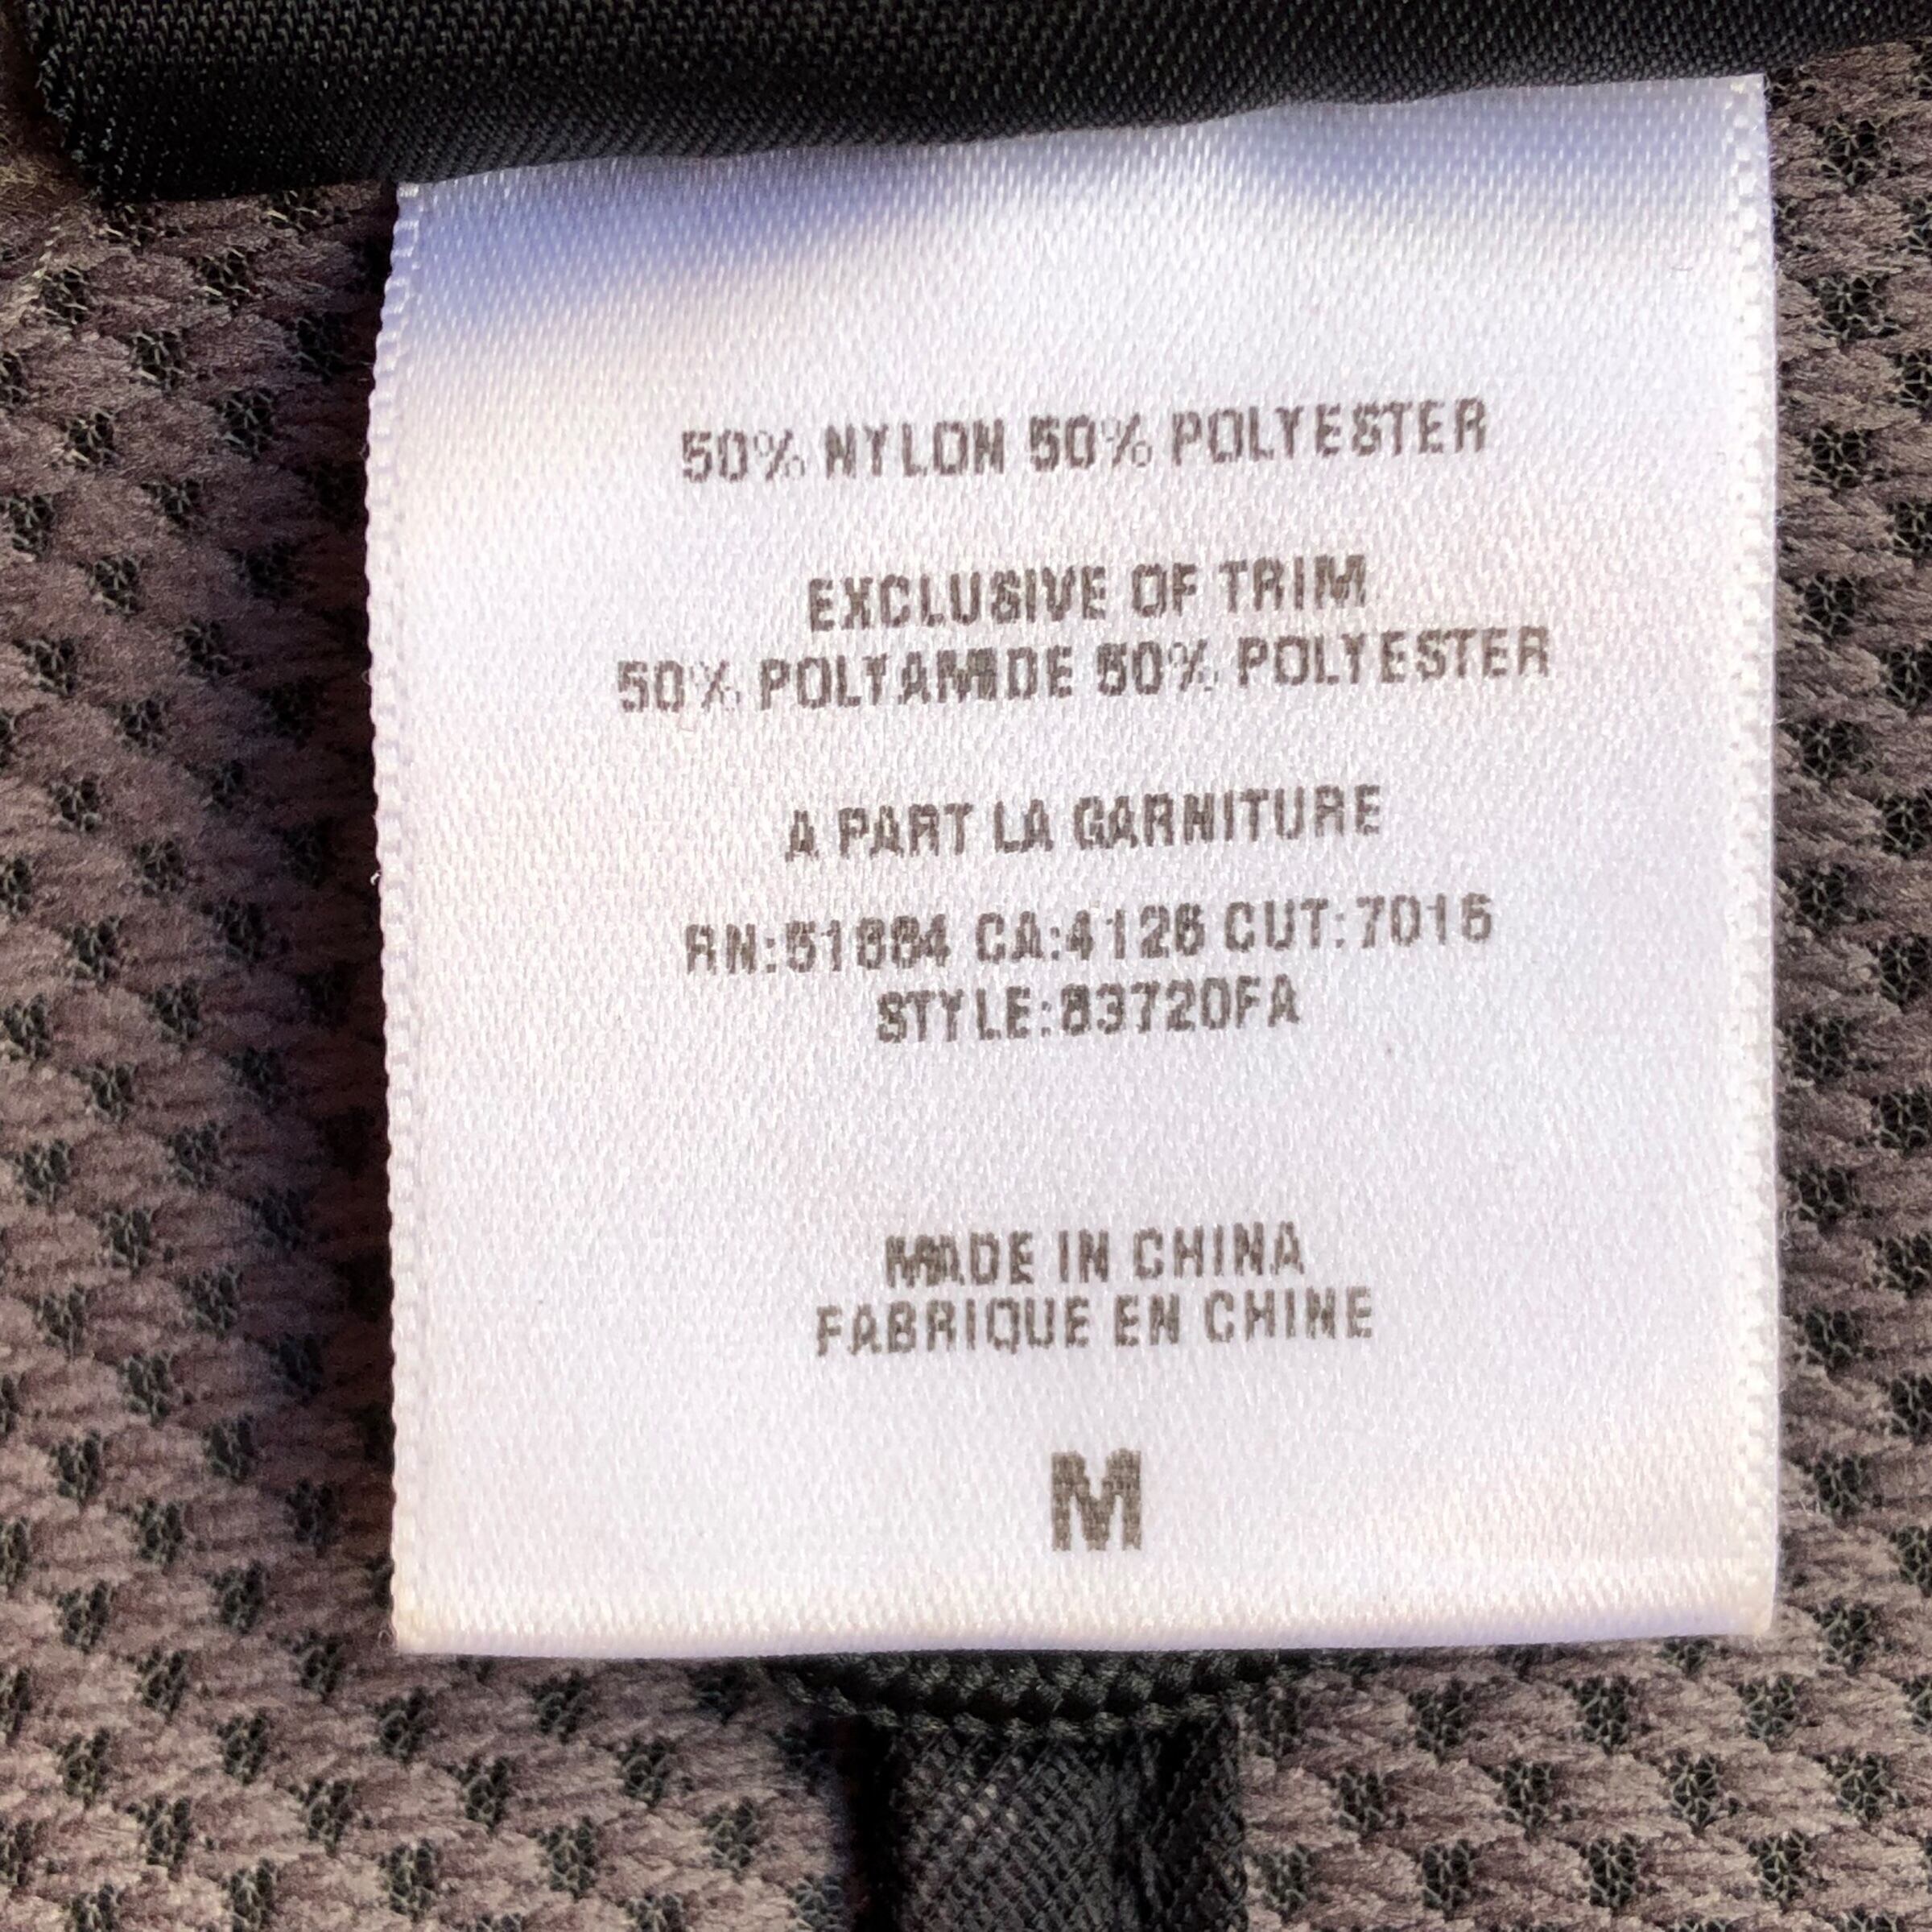 50% NYLON 50% POLYESTER
EXCLUSIVE OF TRIM
50% POLYAMIDE 50% POLYESTER
A PART LA GARNITURE
RN:51884 CA:4126 CUT:7016
STYLE:83720FA
MADE IN CHINA
FABRIQUE EN CHINE
M